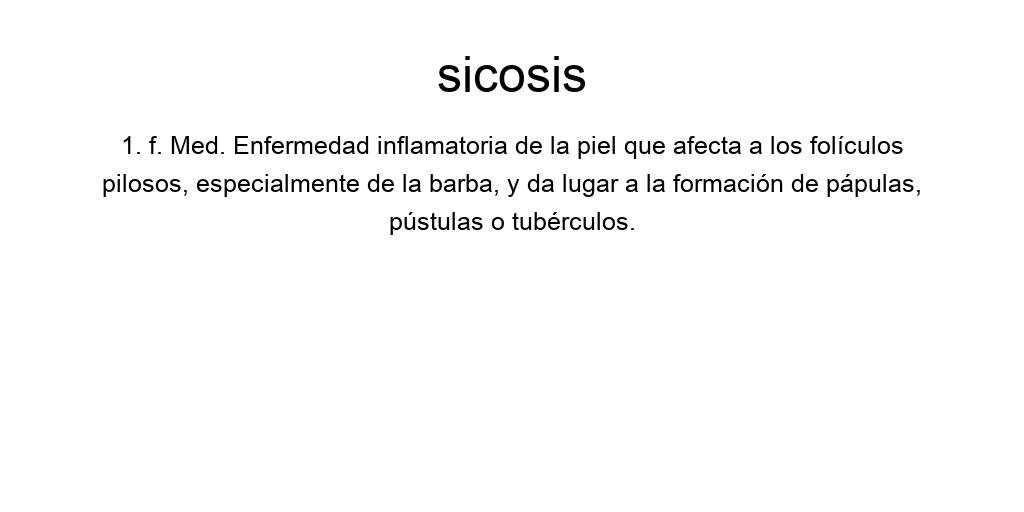 sicosis
1. f. Med. Enfermedad inflamatoria de la piel que afecta a los folículos
pilosos, especialmente de la barba, y da lugar a la formación de pápulas,
pústulas o tubérculos.